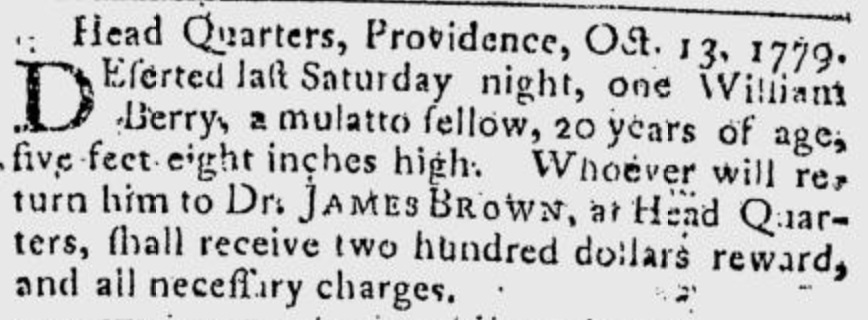 Head Quarters, Providence, Oct. 13, 1779.
DEſerted laſt Saturday night, one William
Berry, a mulatto fellow, 20 years of age,
five feet eight inches high. Whoever will re-
turn him to Dr. JAMES BROWN, at Head Quar-
ters, ſhall receive two hundred dollars reward,
and all neceſſary charges.